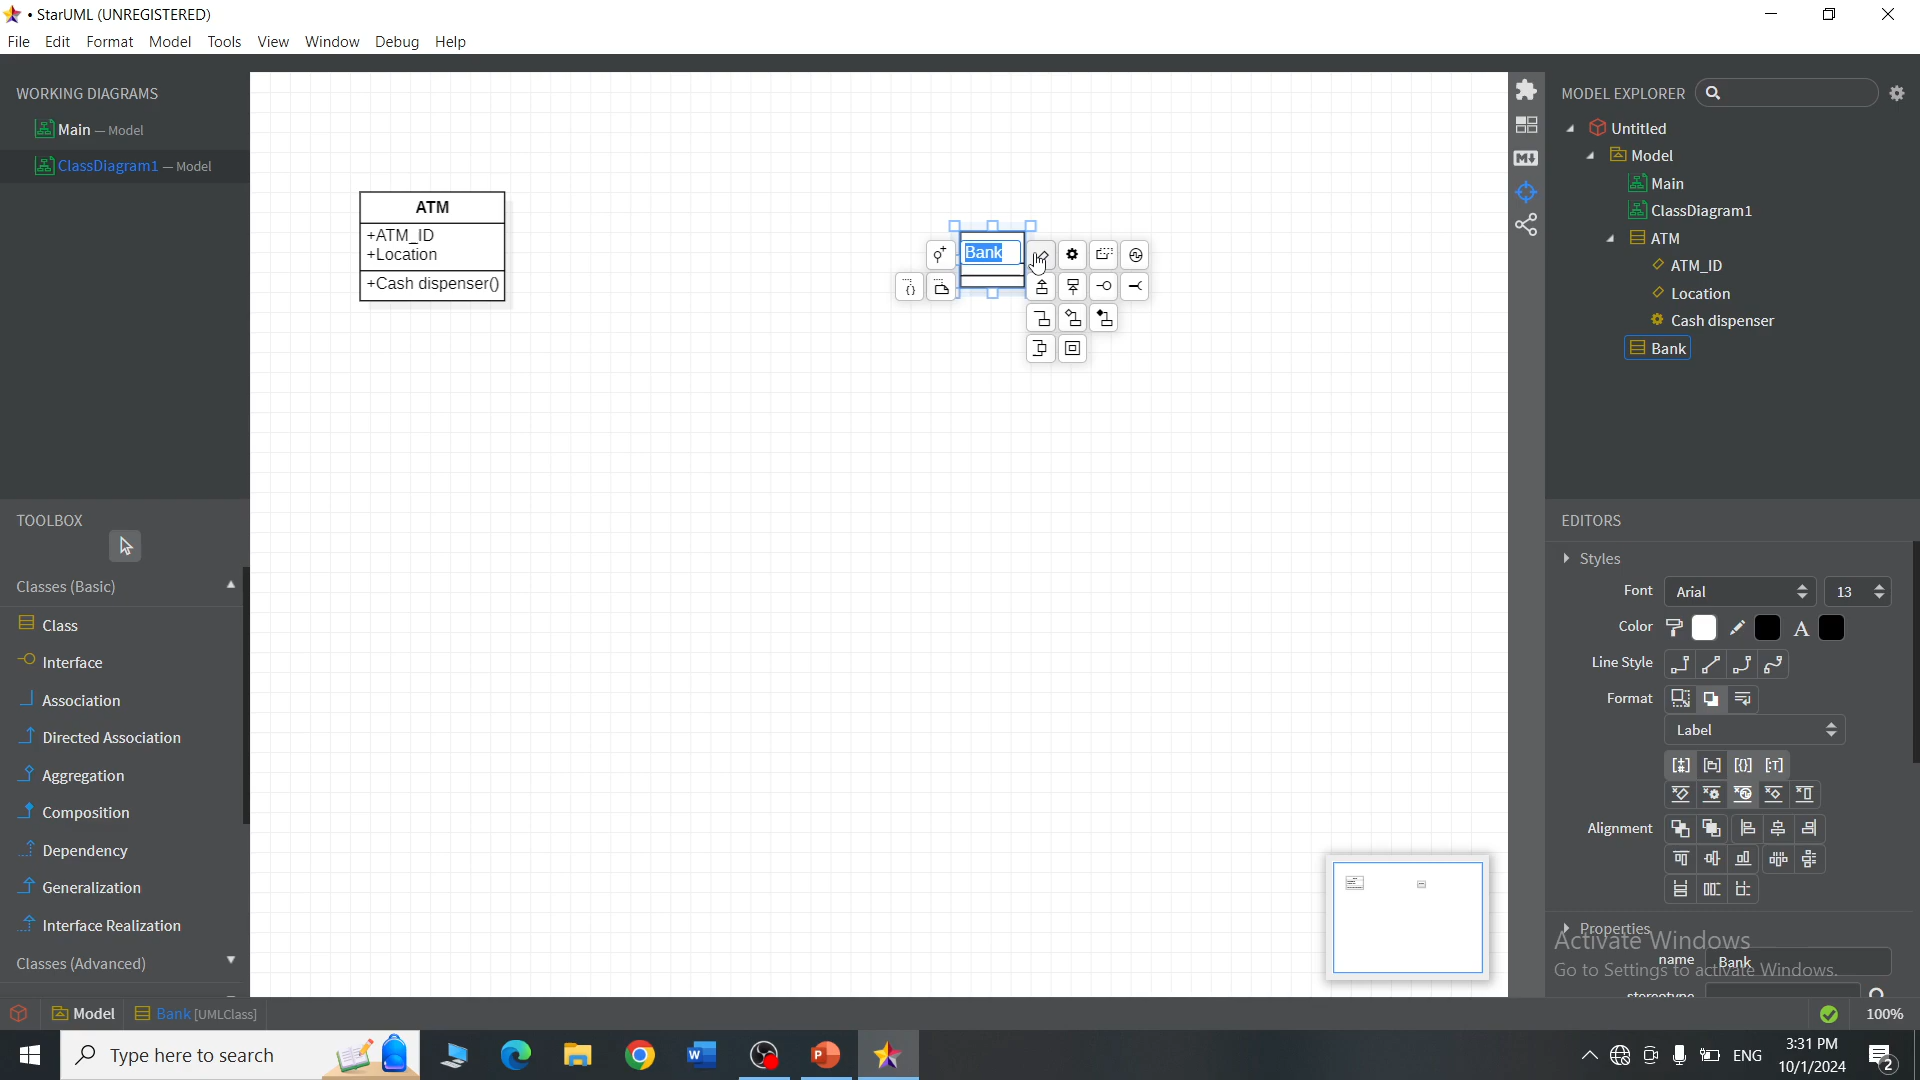 • StarUML (UNREGISTERED)
File Edit Format Model Tools View Window Debug Help
WORKING DIAGRAMS
Main — Model
ClassDiagram1 — Model
TOOLBOX
Classes (Basic)
Class
Interface
Association
Directed Association
Aggregation
Composition
Dependency
Generalization
Interface Realization
Classes (Advanced)
ATM
+ATM_ID
+Location
+Cash dispenser()
Bank
MODEL EXPLORER
Untitled
Model
Main
ClassDiagram1
ATM
ATM_ID
Location
Cash dispenser
Bank
EDITORS
Styles
Font Arial 13
Color
Line Style
Format
Label
Alignment
Properties
name Bank
stereotype
Activate Windows
Go to Settings to activate Windows.
Model Bank [UMLClass] 100%
Type here to search
ENG
3:31 PM
10/1/2024
2